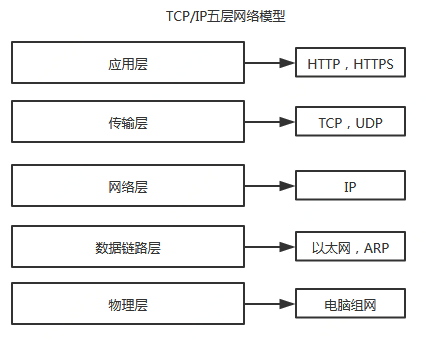 TCP/IP五层网络模型
应用层
HTTP，HTTPS
传输层
TCP，UDP
网络层
IP
数据链路层
以太网，ARP
物理层
电脑组网